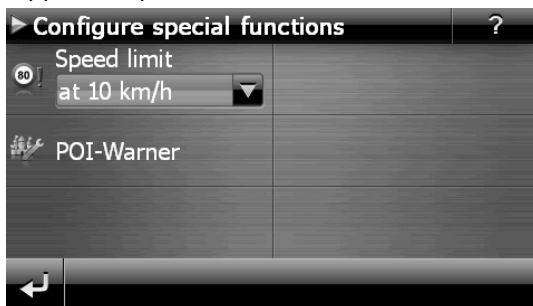 Configure special functions
?
80
Speed limit
at 10 km/h
POI-Warner